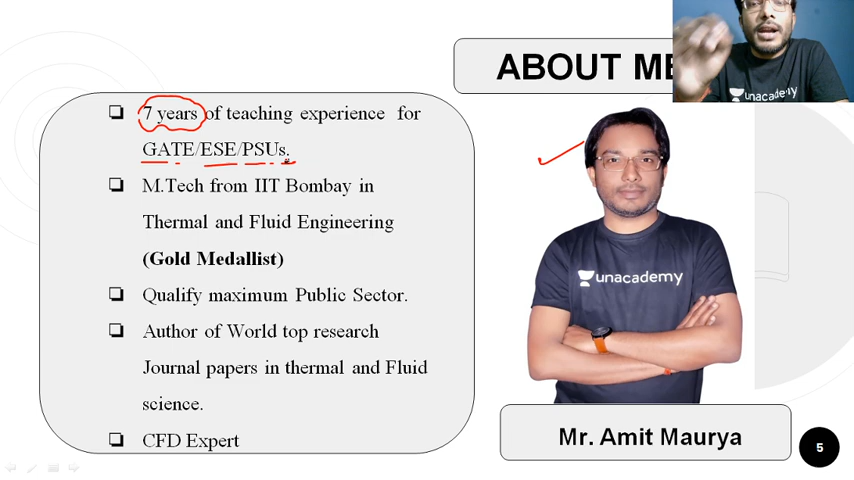 ABOUT ME
unacademy
7 years of teaching experience for
GATE/ESE/PSUs.
M.Tech from IIT Bombay in
Thermal and Fluid Engineering
(Gold Medallist)
Qualify maximum Public Sector.
Author of World top research
Journal papers in thermal and Fluid
science.
CFD Expert
unacademy
Mr. Amit Maurya
5